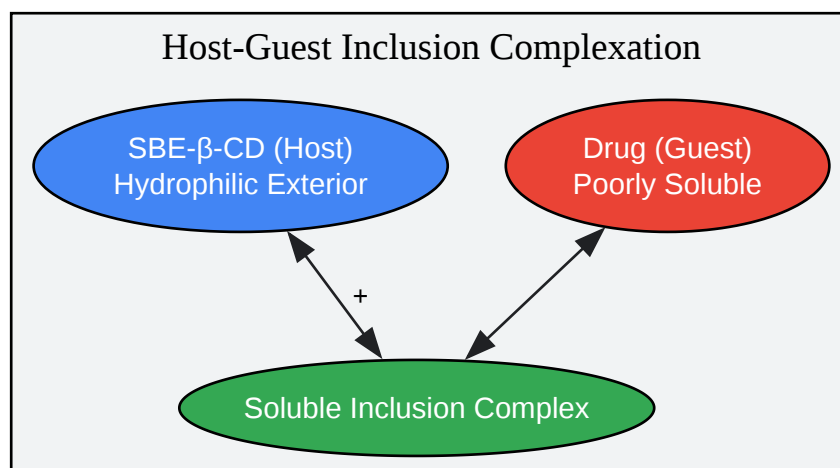 Host-Guest Inclusion Complexation
SBE-β-CD (Host)
Hydrophilic Exterior
Drug (Guest)
Poorly Soluble
+
Soluble Inclusion Complex